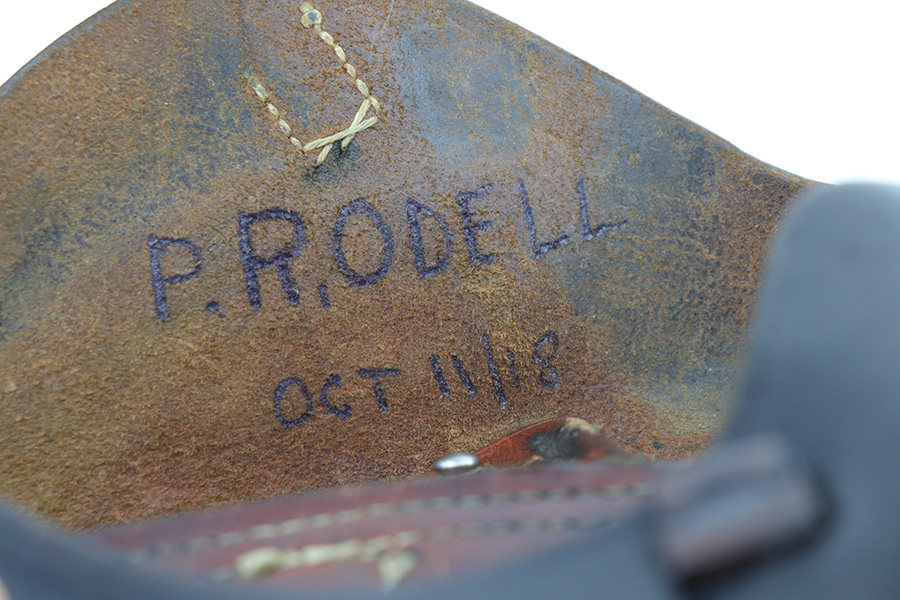 P. R. ODELL
OCT 11/18